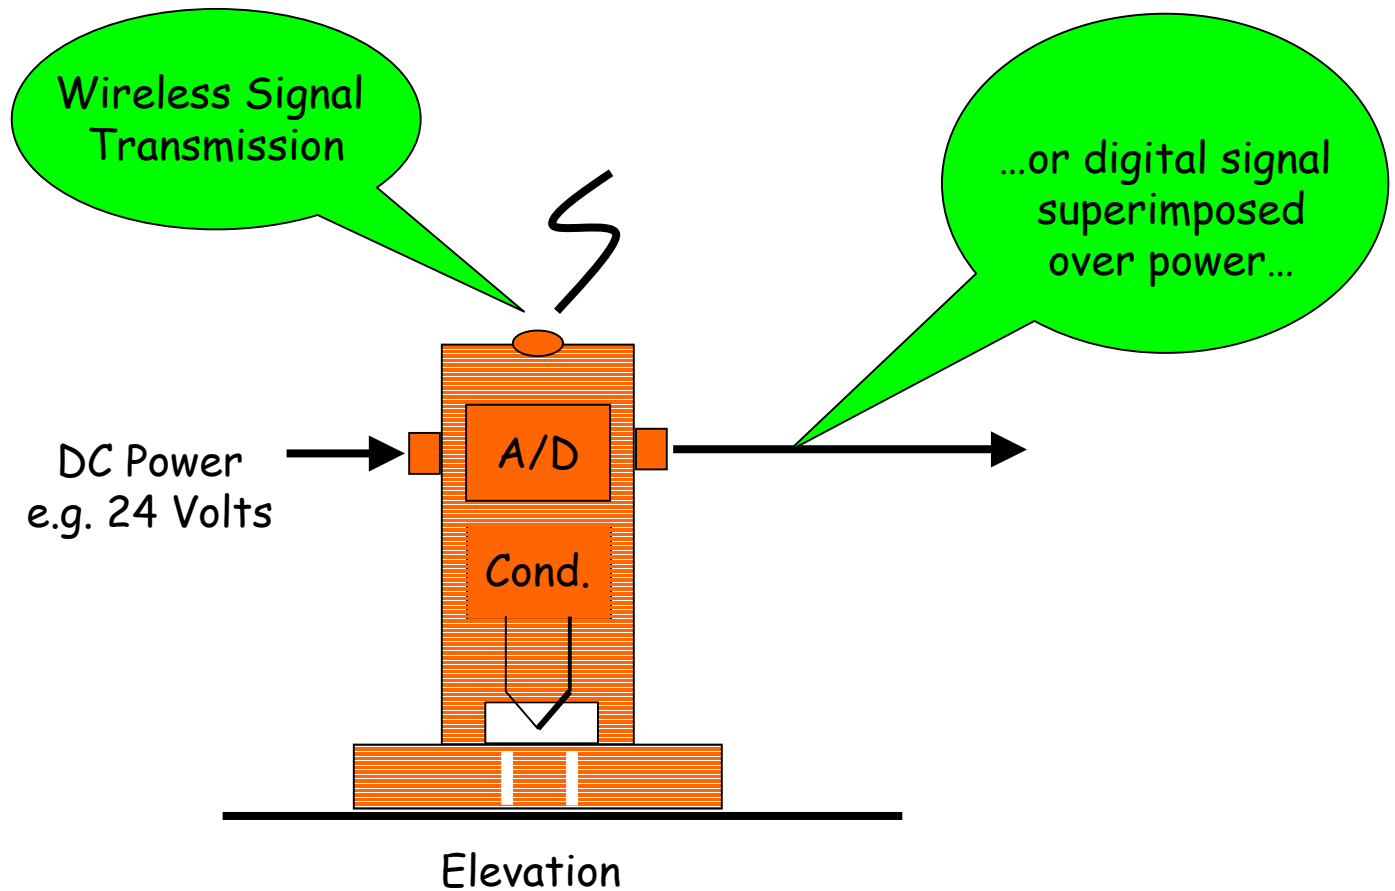 Wireless Signal
Transmission
...or digital signal
superimposed
over power...
DC Power
e.g. 24 Volts
A/D
Cond.
Elevation